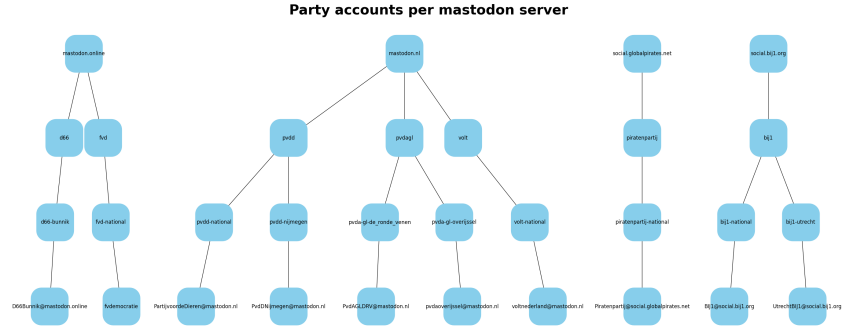 Party accounts per mastodon server
mastodon.online
mastodon.nl
social.globalpirates.net
social.bij1.org
d66
fvd
pvdd
pvdagl
volt
piratenpartij
bij1
d66-bunnik
fvd-national
pvdd-national
pvdd-nijmegen
pvda-gl-de_ronde_venen
pvda-gl-overijssel
volt-national
piratenpartij-national
bij1-national
bij1-utrecht
D66Bunnik@mastodon.online
fvdemocratie
PartijvoordeDieren@mastodon.nl
PvdDNijmegen@mastodon.nl
PvdAGLDRV@mastodon.nl
pvdaoverijssel@mastodon.nl
voltnederland@mastodon.nl
Piratenpartij@social.globalpirates.net
BIJ1@social.bij1.org
UtrechtBIJ1@social.bij1.org